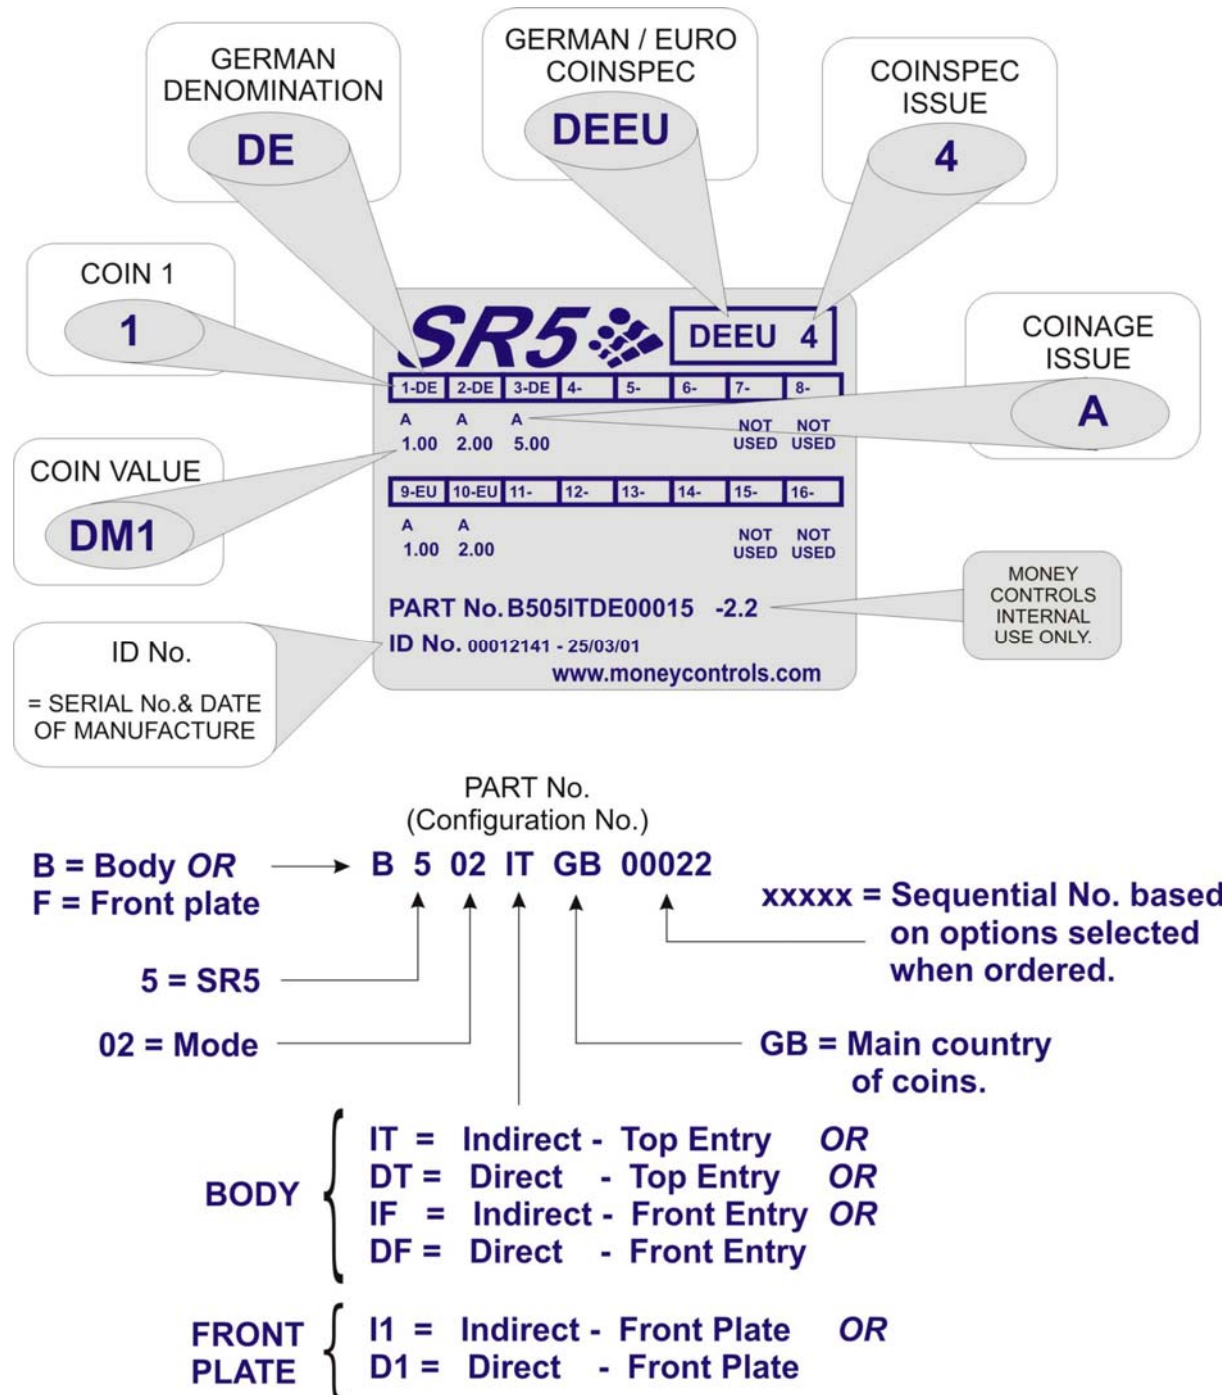 GERMAN
DENOMINATION
DE
GERMAN / EURO
COINSPEC
DEEU
COINSPEC
ISSUE
4
COIN 1
1
COINAGE
ISSUE
A
COIN VALUE
DM1
SR5 DEEU 4
1-DE 2-DE 3-DE 4- 5- 6- 7- 8-
A A A NOT NOT
1.00 2.00 5.00 USED USED
9-EU 10-EU 11- 12- 13- 14- 15- 16-
A A NOT NOT
1.00 2.00 USED USED
PART No. B505ITDE00015 -2.2
ID No. 00012141 - 25/03/01
www.moneycontrols.com
MONEY
CONTROLS
INTERNAL
USE ONLY.
ID No.
= SERIAL No.& DATE
OF MANUFACTURE
PART No.
(Configuration No.)
B = Body OR
F = Front plate
B 5 02 IT GB 00022
xxxxx = Sequential No. based
on options selected
when ordered.
5 = SR5
02 = Mode
GB = Main country
of coins.
BODY
IT = Indirect - Top Entry OR
DT = Direct - Top Entry OR
IF = Indirect - Front Entry OR
DF = Direct - Front Entry
FRONT
PLATE
I1 = Indirect - Front Plate OR
D1 = Direct - Front Plate